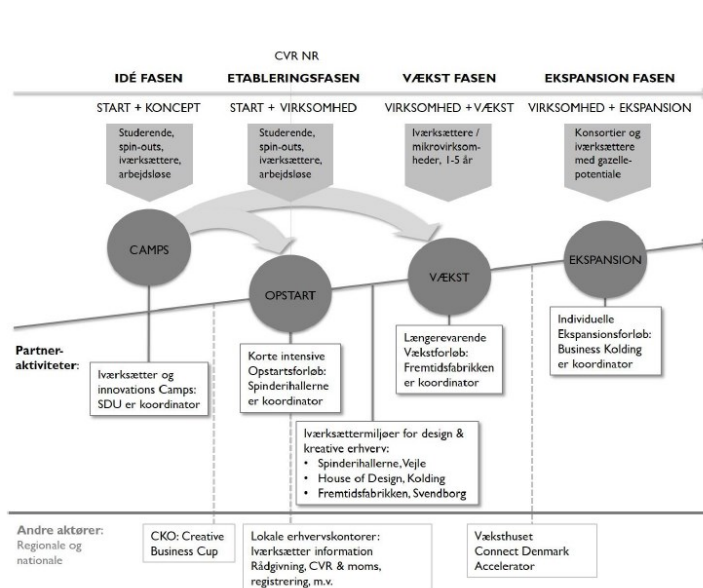 CVR NR
IDÉ FASEN
ETABLERINGSFASEN
VÆKST FASEN
EKSPANSION FASEN
START + KONCEPT
START + VIRKSOMHED
VIRKSOMHED + VÆKST
VIRKSOMHED + EKSPANSION
Studerende,
spin-outs,
iværksættere,
arbejdsløse
Studerende,
spin-outs,
iværksættere,
arbejdsløse
Iværksættere /
mikrovirksom-
heder, 1-5 år
Konsortier og
iværksættere
med gazelle-
potentiale
CAMPS
OPSTART
VÆKST
EKSPANSION
Partner-
aktiviteter:
Iværksætter og
innovations Camps:
SDU er koordinator
Korte intensive
Opstartsforløb:
Spinderihallerne
er koordinator
Længerevarende
Vækstforløb:
Fremtidsfabrikken
er koordinator
Individuelle
Ekspansionsforløb:
Business Kolding
er koordinator
Iværksættermiljøer for design &
kreative erhverv:
• Spinderihallerne, Vejle
• House of Design, Kolding
• Fremtidsfabrikken, Svendborg
Andre aktører:
Regionale og
nationale
CKO: Creative
Business Cup
Lokale erhvervskontorer:
Iværksætter information
Rådgivning, CVR & moms,
registrering, m.v.
Væksthuset
Connect Denmark
Accelerator